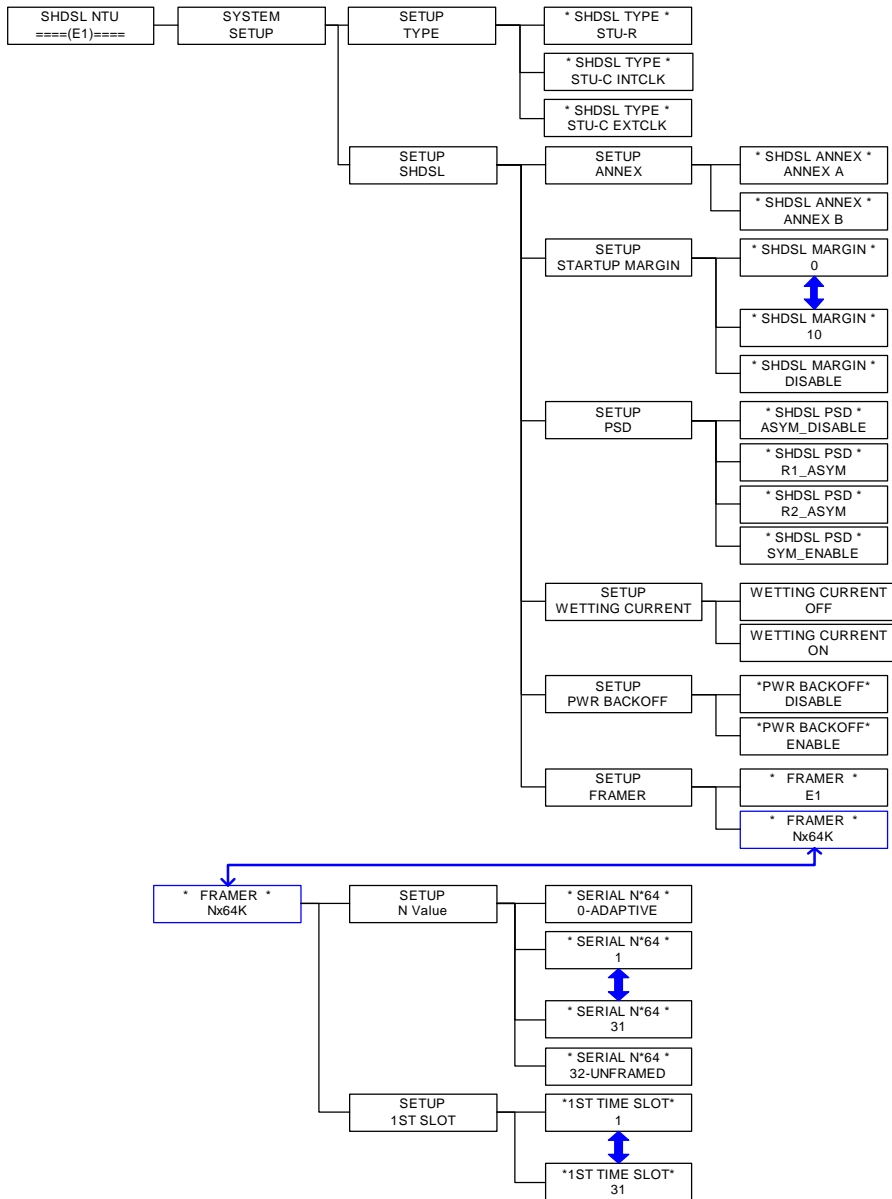 SHDSL NTU
====(E1)====
SYSTEM
SETUP
SETUP
TYPE
* SHDSL TYPE *
STU-R
* SHDSL TYPE *
STU-C INTCLK
* SHDSL TYPE *
STU-C EXTCLK
SETUP
SHDSL
SETUP
ANNEX
* SHDSL ANNEX *
ANNEX A
* SHDSL ANNEX *
ANNEX B
SETUP
STARTUP MARGIN
* SHDSL MARGIN *
0
* SHDSL MARGIN *
10
* SHDSL MARGIN *
DISABLE
SETUP
PSD
* SHDSL PSD *
ASYM_DISABLE
* SHDSL PSD *
R1_ASYM
* SHDSL PSD *
R2_ASYM
* SHDSL PSD *
SYM_ENABLE
SETUP
WETTING CURRENT
WETTING CURRENT
OFF
WETTING CURRENT
ON
SETUP
PWR BACKOFF
*PWR BACKOFF*
DISABLE
*PWR BACKOFF*
ENABLE
SETUP
FRAMER
* FRAMER *
E1
* FRAMER *
Nx64K
* FRAMER *
Nx64K
SETUP
N Value
* SERIAL N*64 *
0-ADAPTIVE
* SERIAL N*64 *
1
* SERIAL N*64 *
31
* SERIAL N*64 *
32-UNFRAMED
SETUP
1ST SLOT
*1ST TIME SLOT*
1
*1ST TIME SLOT*
31